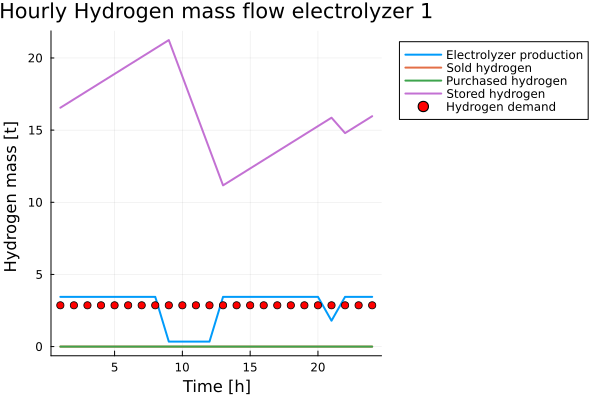 Hourly Hydrogen mass flow electrolyzer 1
Hydrogen mass [t]
20
15
10
5
0
5
10
15
20
Time [h]
Electrolyzer production
Sold hydrogen
Purchased hydrogen
Stored hydrogen
Hydrogen demand